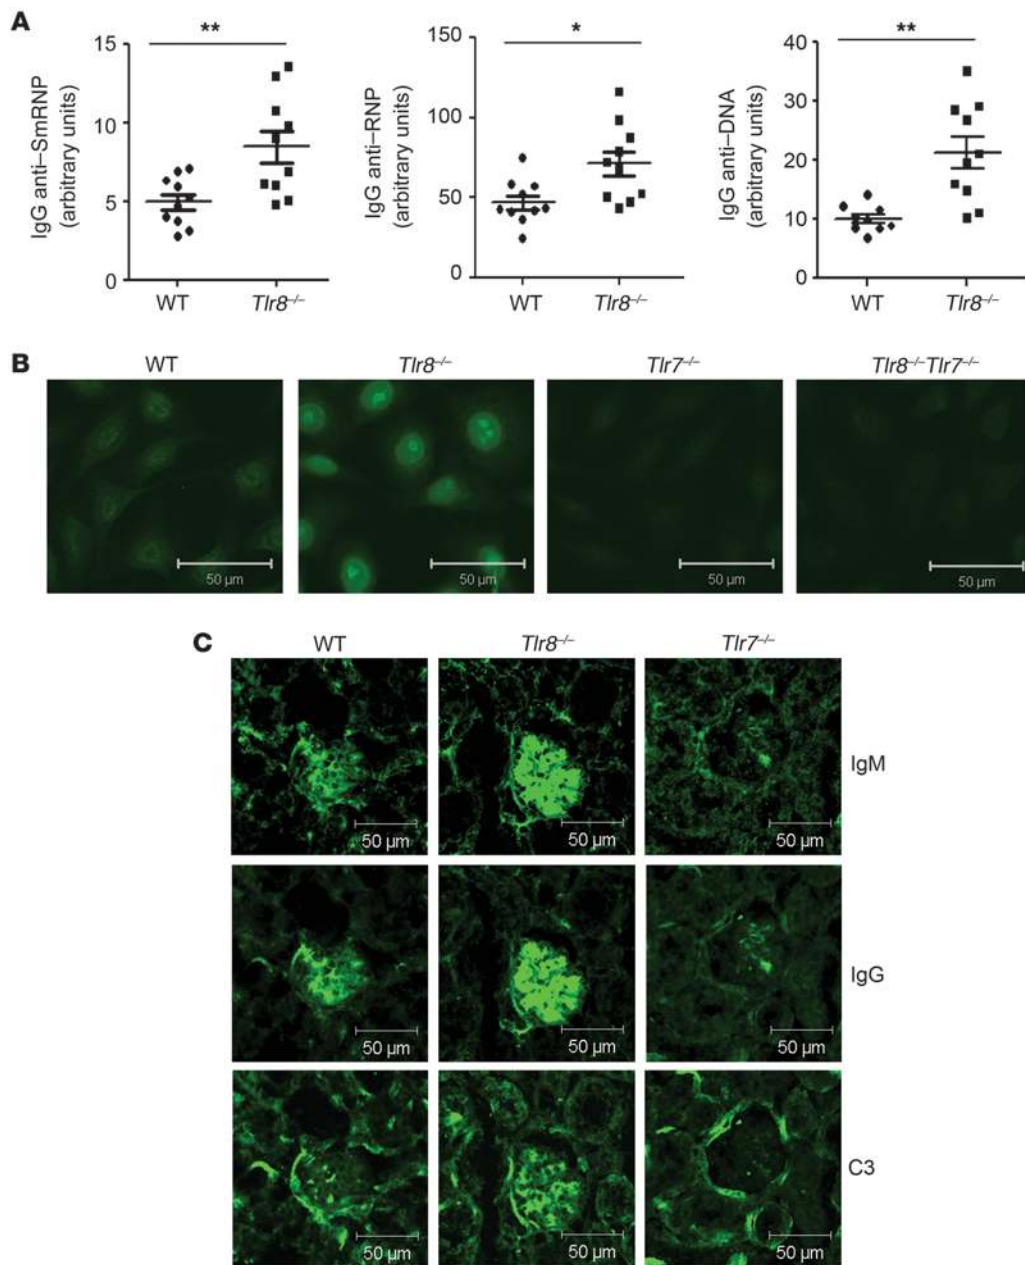 A
IgG anti–SmRNP
(arbitrary units)
15
10
5
0
**
WT
Tlr8–/–
IgG anti–RNP
(arbitrary units)
150
100
50
0
*
WT
Tlr8–/–
IgG anti–DNA
(arbitrary units)
40
30
20
10
0
**
WT
Tlr8–/–
B
WT
Tlr8–/–
Tlr7–/–
Tlr8–/–Tlr7–/–
50 µm
50 µm
50 µm
50 µm
C
WT
Tlr8–/–
Tlr7–/–
50 µm
50 µm
50 µm
IgM
50 µm
50 µm
50 µm
IgG
50 µm
50 µm
50 µm
C3